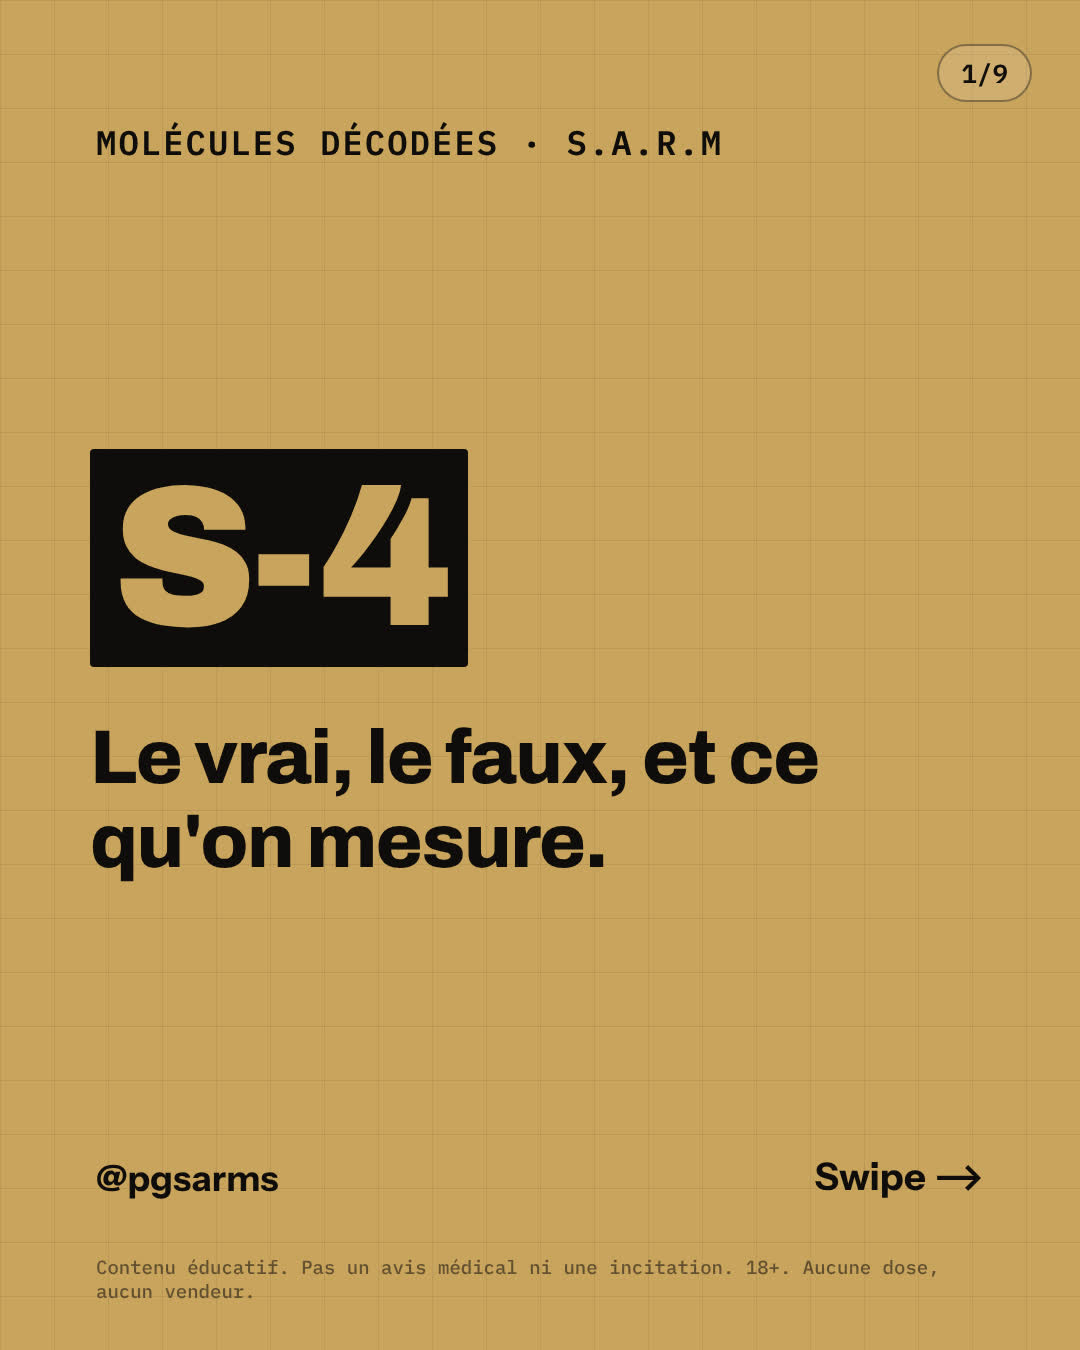 1/9
MOLÉCULES DÉCODÉES · S.A.R.M
S-4
Le vrai, le faux, et ce
qu'on mesure.
@pgsarms
Swipe →
Contenu éducatif. Pas un avis médical ni une incitation. 18+. Aucune dose,
aucun vendeur.